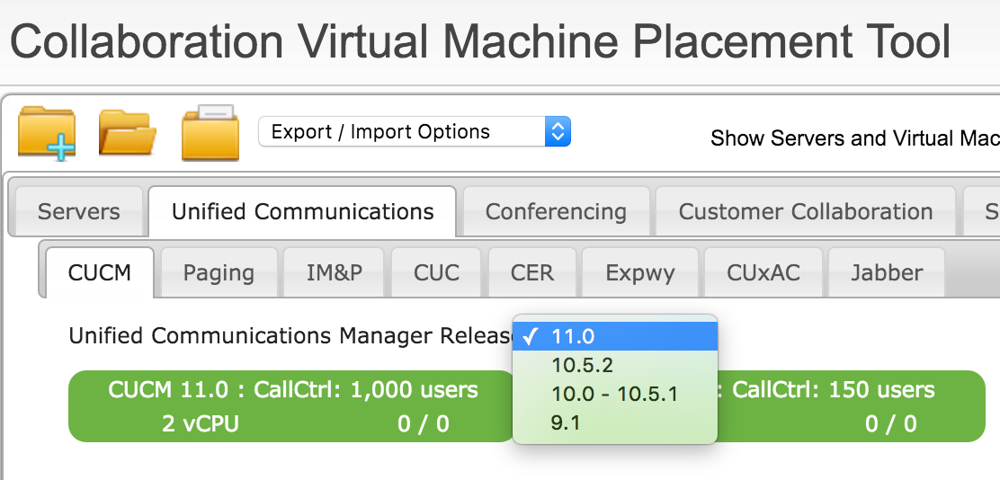 Collaboration Virtual Machine Placement Tool
Export / Import Options
Show Servers and Virtual Mac
Servers
Unified Communications
Conferencing
Customer Collaboration
S
CUCM
Paging
IM&P
CUC
CER
Expwy
CUxAC
Jabber
Unified Communications Manager Releas
✓ 11.0
10.5.2
10.0 - 10.5.1
9.1
CUCM 11.0 : CallCtrl: 1,000 users
2 vCPU 0 / 0
: CallCtrl: 150 users
0 / 0